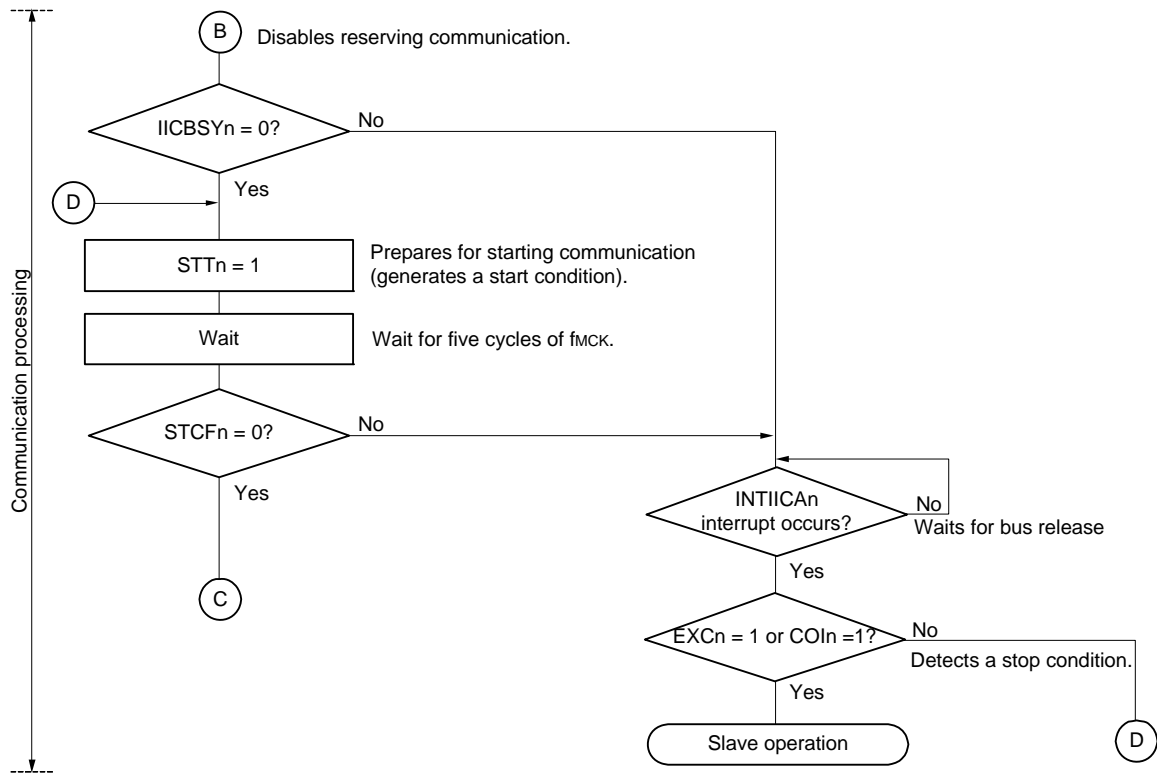 B
Disables reserving communication.
IICBSYn = 0?
No
Yes
D
STTn = 1
Prepares for starting communication
(generates a start condition).
Wait
Wait for five cycles of fMCK.
STCFn = 0?
No
Yes
C
Communication processing
INTIICAn
interrupt occurs?
No
Waits for bus release
Yes
EXCn = 1 or COIn =1?
No
Detects a stop condition.
Yes
Slave operation
D